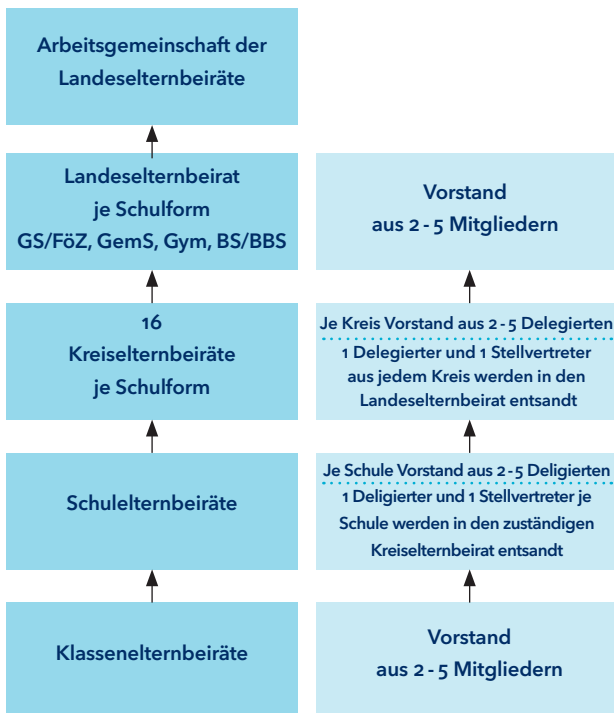 Arbeitsgemeinschaft der
Landeselternbeiräte
Landeselternbeirat
je Schulform
GS/FöZ, GemS, Gym, BS/BBS
Vorstand
aus 2 - 5 Mitgliedern
16
Kreiselternbeiräte
je Schulform
Je Kreis Vorstand aus 2 - 5 Delegierten
1 Delegierter und 1 Stellvertreter
aus jedem Kreis werden in den
Landeselternbeirat entsandt
Schulelternbeiräte
Je Schule Vorstand aus 2 - 5 Deligierten
1 Deligierter und 1 Stellvertreter je
Schule werden in den zuständigen
Kreiselternbeirat entsandt
Klassenelternbeiräte
Vorstand
aus 2 - 5 Mitgliedern